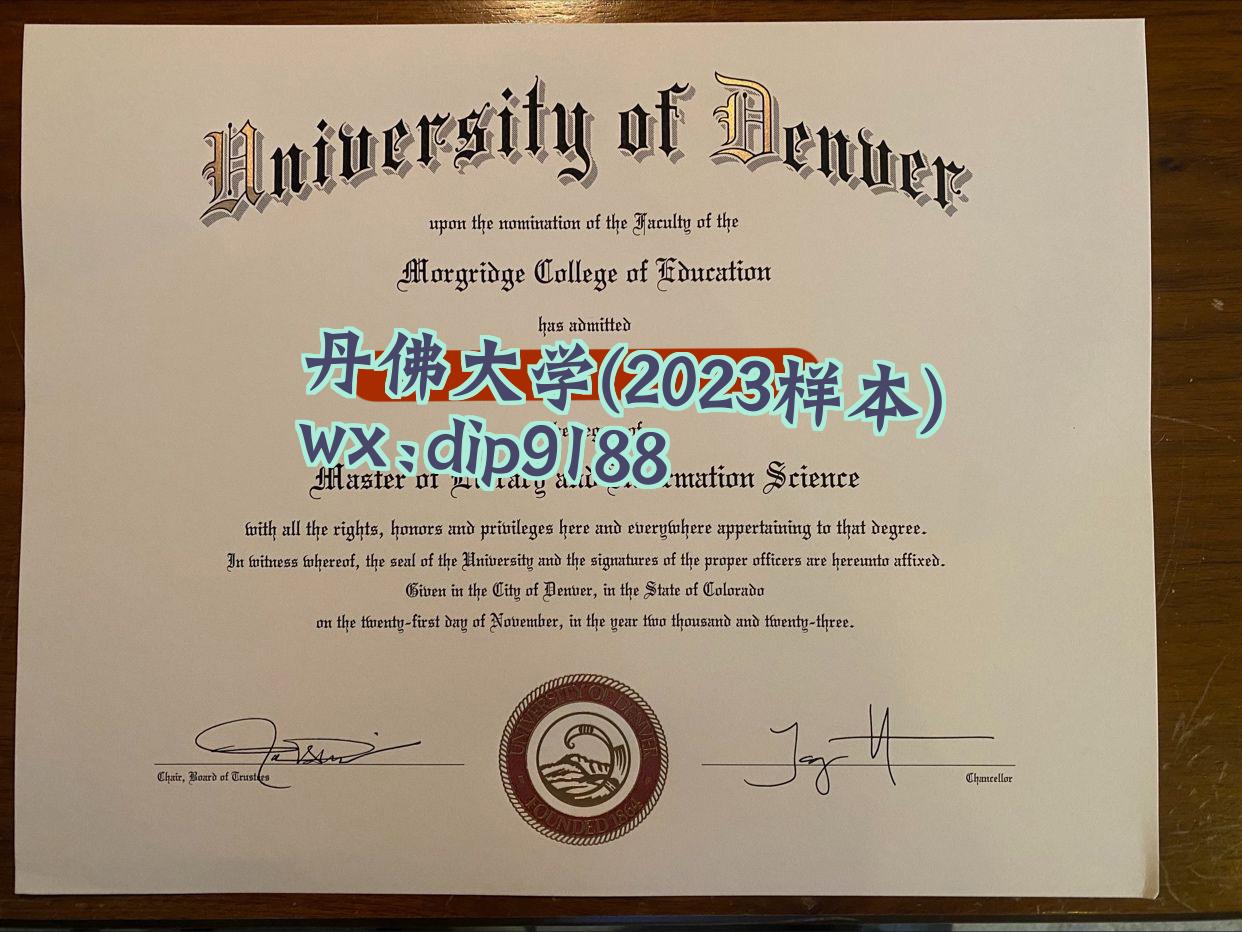 University of Denver
upon the nomination of the Faculty of the
Morgridge College of Education
has admitted
丹佛大学(2023样本)
wx:dip9188
Master of and Science
with all the rights, honors and privileges here and everywhere appertaining to that degree.
In witness whereof, the seal of the University and the signatures of the proper officers are hereunto affixed.
Given in the City of Denver, in the State of Colorado
on the twenty-first day of November, in the year two thousand and twenty-three.
UNIVERSITY OF DENVER
FOUNDED 1864
Chair, Board of Trustees
Chancellor